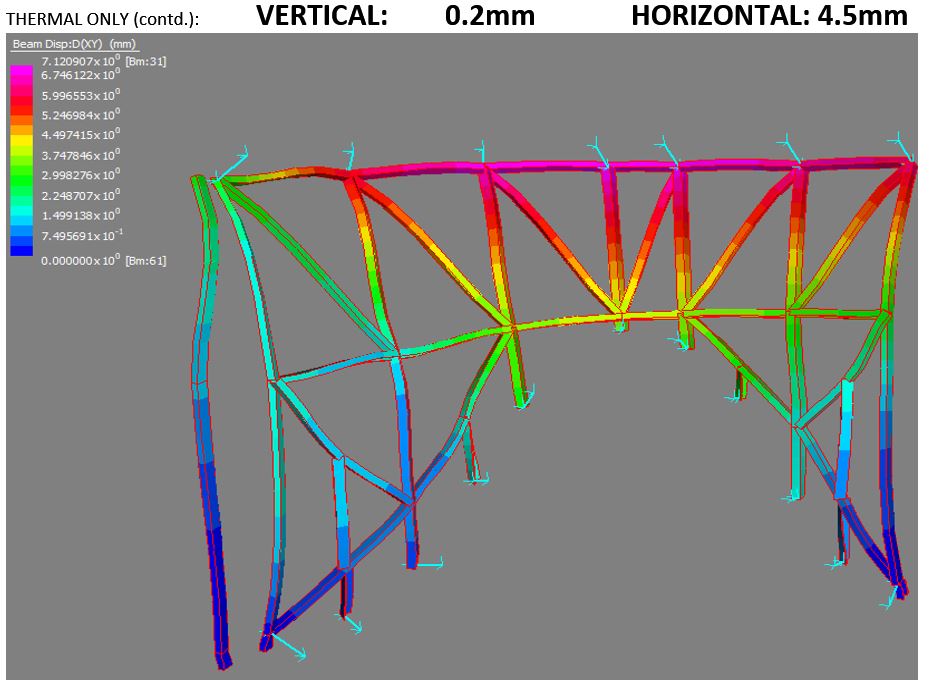 THERMAL ONLY (contd.): VERTICAL: 0.2mm HORIZONTAL: 4.5mm
Beam Disp:D(XY) (mm)
7.120907x10⁰ [Bm:31]
6.746122x10⁰
5.996553x10⁰
5.246984x10⁰
4.497415x10⁰
3.747846x10⁰
2.998276x10⁰
2.248707x10⁰
1.499138x10⁰
7.495691x10⁻¹
0.000000x10⁰ [Bm:61]